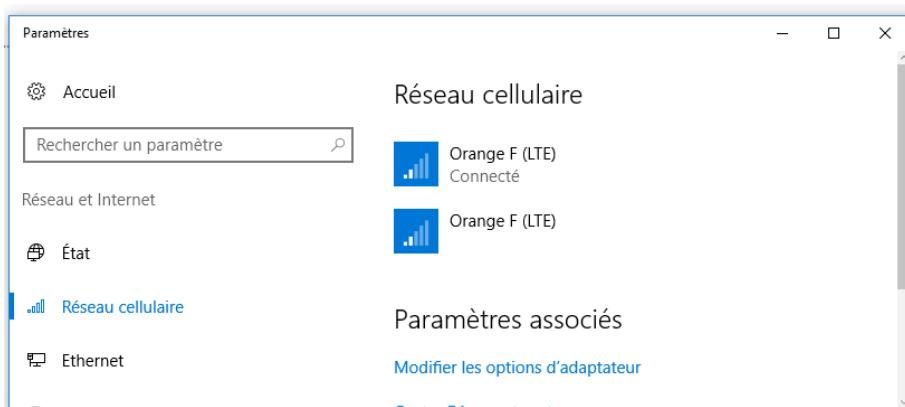 Paramètres
Accueil
Rechercher un paramètre
Réseau et Internet
État
Réseau cellulaire
Ethernet
Réseau cellulaire
Orange F (LTE)
Connecté
Orange F (LTE)
Paramètres associés
Modifier les options d'adaptateur